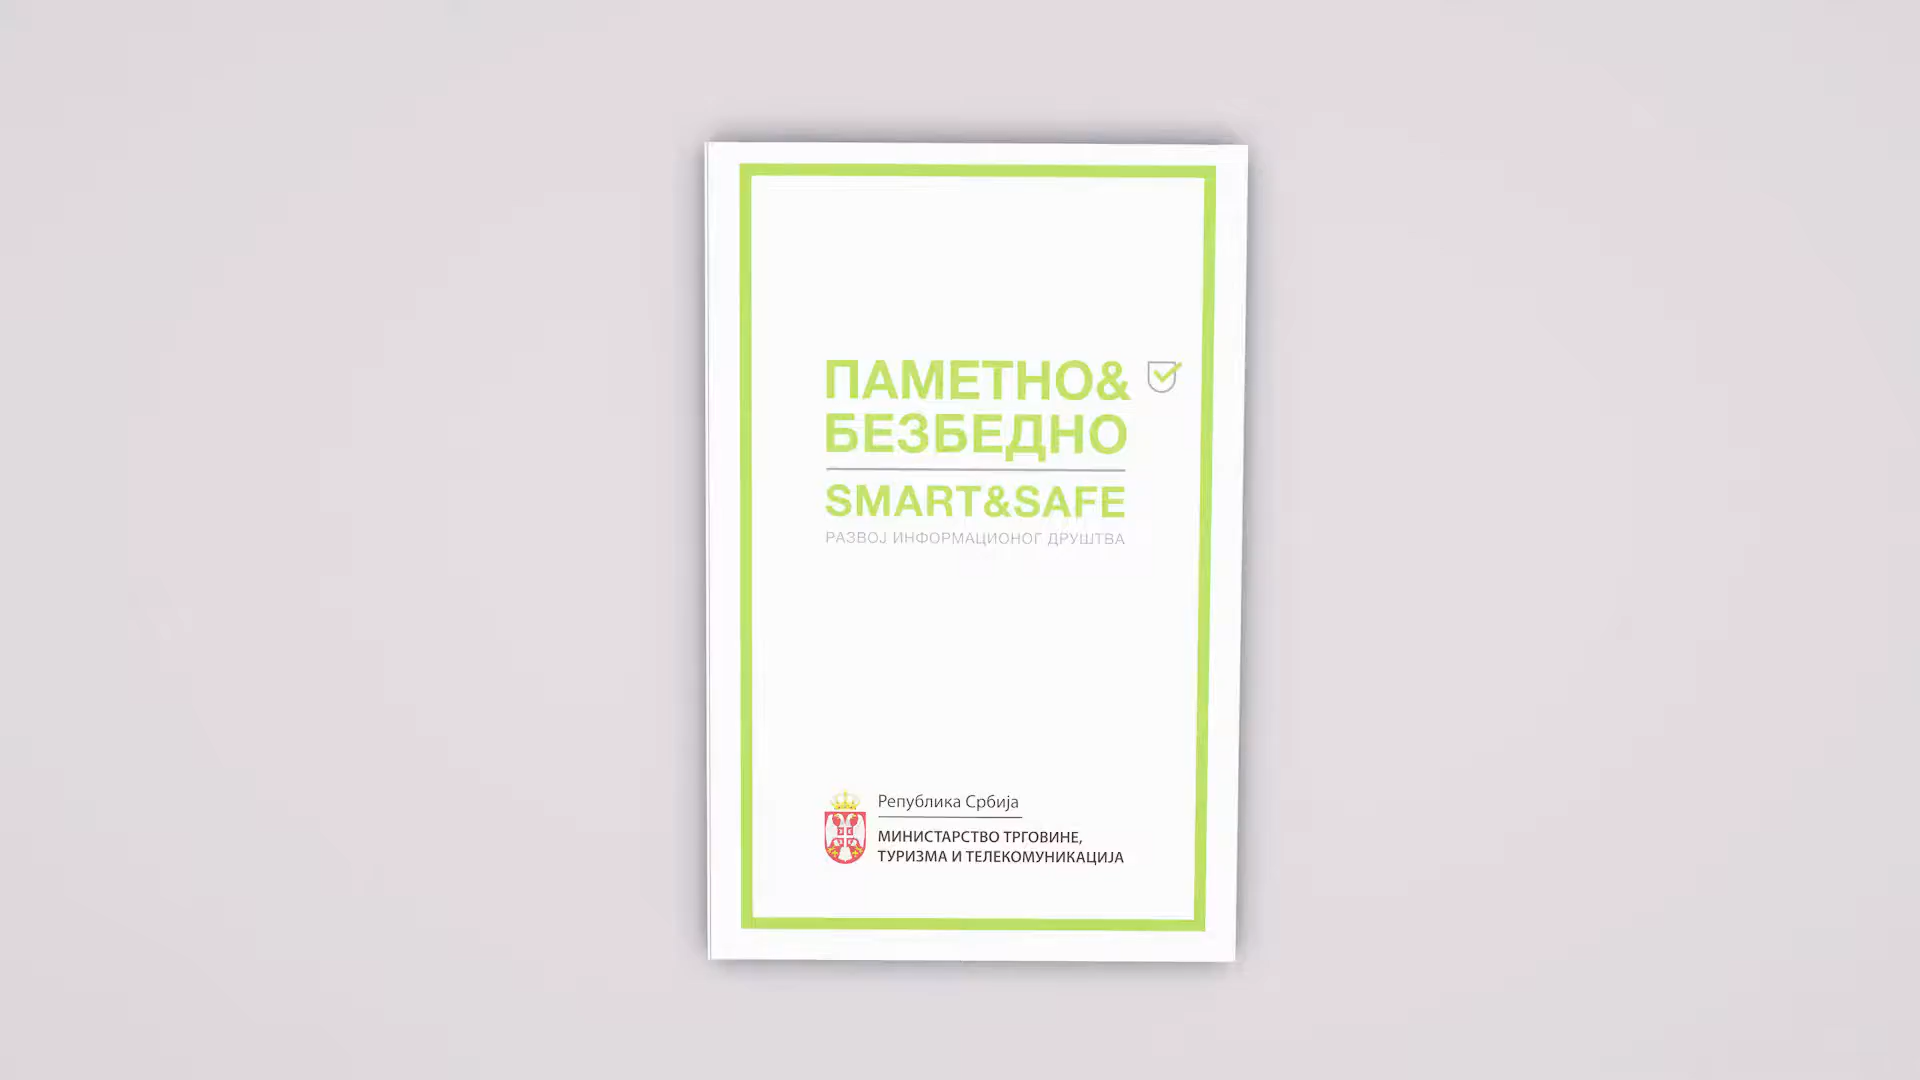 ПАМЕТНО&
БЕЗБЕДНО
SMART&SAFE
РАЗВОЈ ИНФОРМАЦИОНОГ ДРУШТВА
Република Србија
МИНИСТАРСТВО ТРГОВИНЕ,
ТУРИЗМА И ТЕЛЕКОМУНИКАЦИЈА